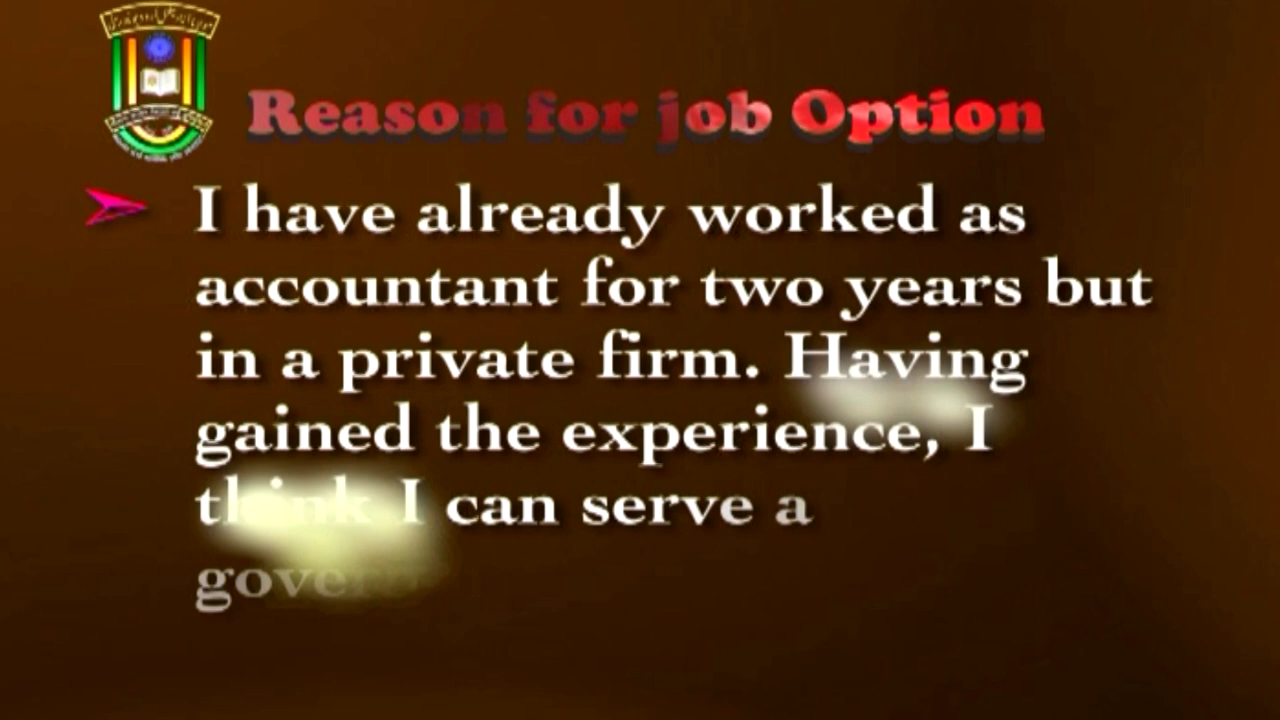 Reason for job Option
I have already worked as
accountant for two years but
in a private firm. Having
gained the experience, I
think I can serve a